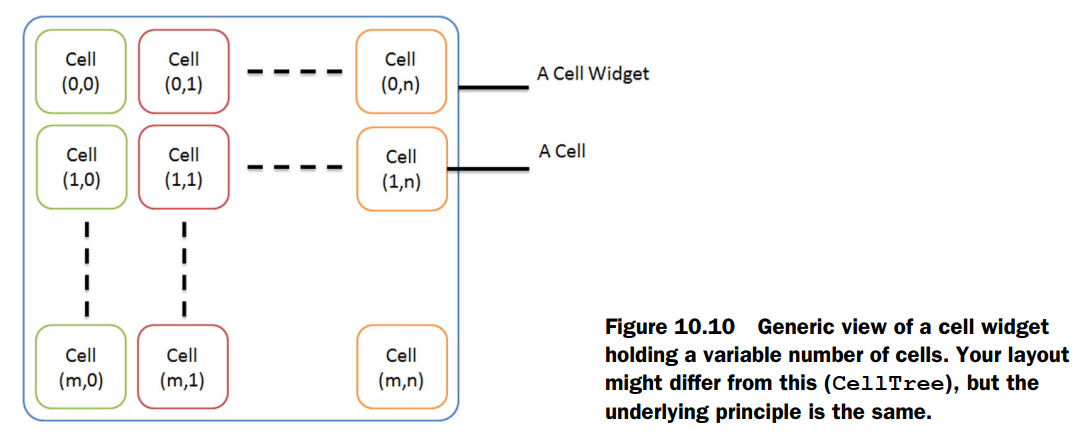 Cell Cell Cell
(0,0) (0,1) (0,n)
A Cell Widget
Cell Cell Cell
(1,0) (1,1) (1,n)
A Cell
Cell Cell Cell
(m,0) (m,1) (m,n)
Figure 10.10 Generic view of a cell widget
holding a variable number of cells. Your layout
might differ from this (CellTree), but the
underlying principle is the same.